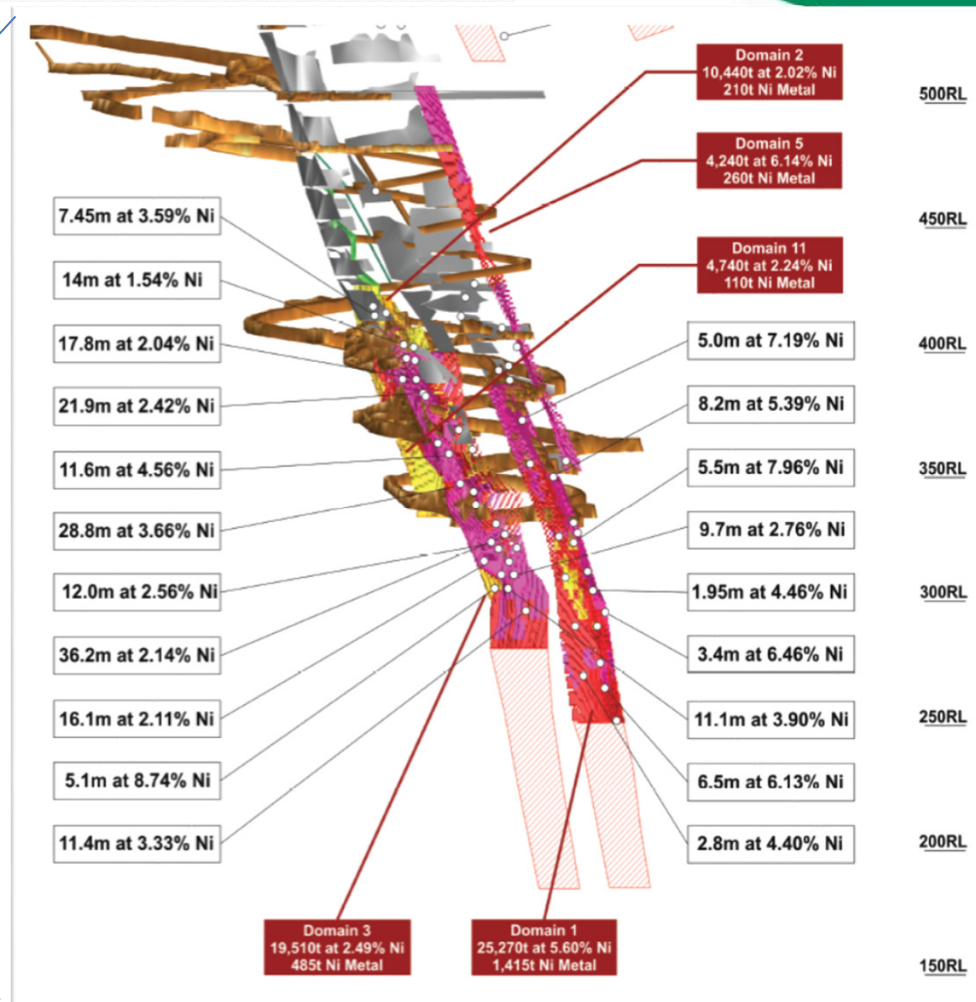 Domain 2
10,440t at 2.02% Ni
210t Ni Metal
500RL
Domain 5
4,240t at 6.14% Ni
260t Ni Metal
7.45m at 3.59% Ni
450RL
Domain 11
4,740t at 2.24% Ni
110t Ni Metal
14m at 1.54% Ni
17.8m at 2.04% Ni
5.0m at 7.19% Ni
400RL
21.9m at 2.42% Ni
8.2m at 5.39% Ni
11.6m at 4.56% Ni
5.5m at 7.96% Ni
350RL
28.8m at 3.66% Ni
9.7m at 2.76% Ni
12.0m at 2.56% Ni
1.95m at 4.46% Ni
300RL
36.2m at 2.14% Ni
3.4m at 6.46% Ni
16.1m at 2.11% Ni
11.1m at 3.90% Ni
250RL
5.1m at 8.74% Ni
6.5m at 6.13% Ni
11.4m at 3.33% Ni
2.8m at 4.40% Ni
200RL
Domain 3
19,510t at 2.49% Ni
485t Ni Metal
Domain 1
25,270t at 5.60% Ni
1,415t Ni Metal
150RL